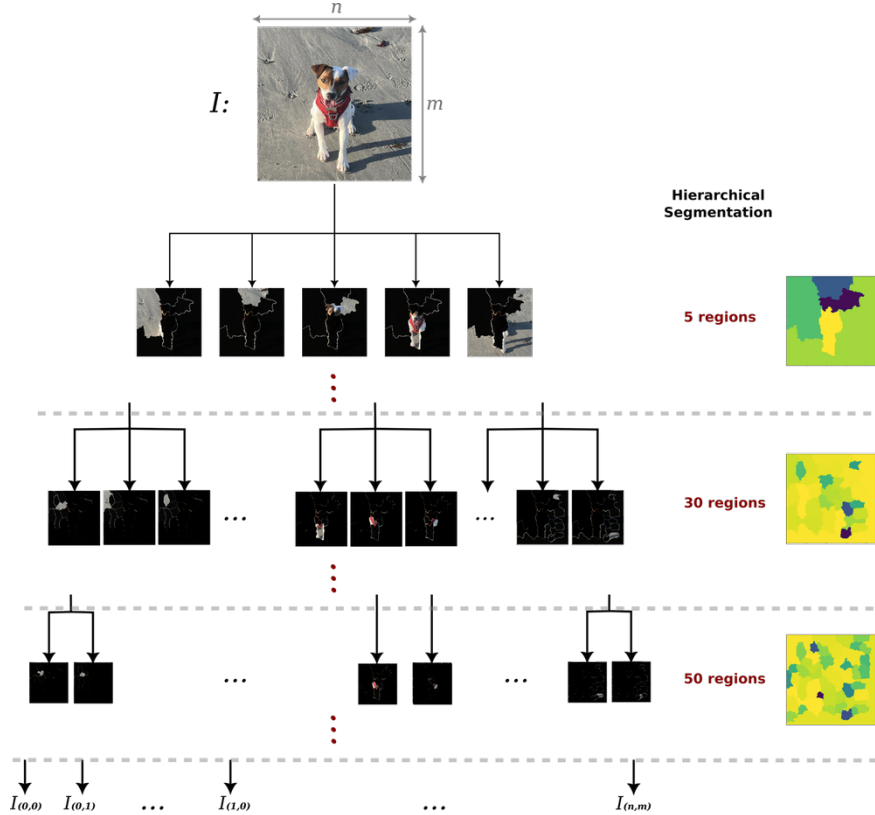 n
I:
m
Hierarchical
Segmentation
5 regions
... 30 regions
...
50 regions
... ...
I(0,0) I(0,1) ... I(1,0) ... I(n,m)